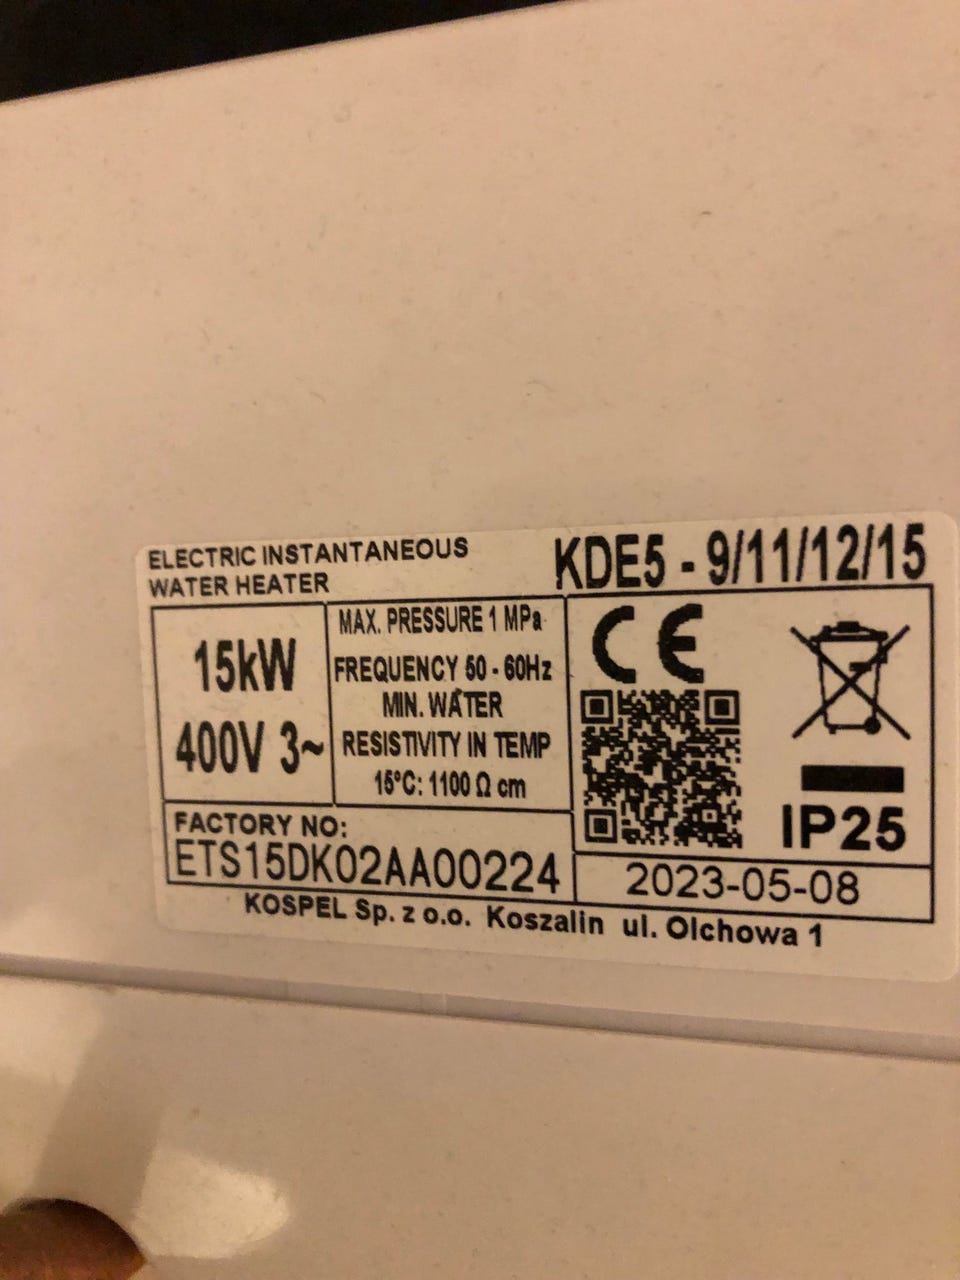 ELECTRIC INSTANTANEOUS
WATER HEATER
KDE5 - 9/11/12/15
15kW
400V 3~
MAX. PRESSURE 1 MPa
FREQUENCY 50 - 60Hz
MIN. WATER
RESISTIVITY IN TEMP
15°C: 1100 Ω cm
CE
IP25
FACTORY NO:
ETS15DK02AA00224
2023-05-08
KOSPEL Sp. z o.o. Koszalin ul. Olchowa 1